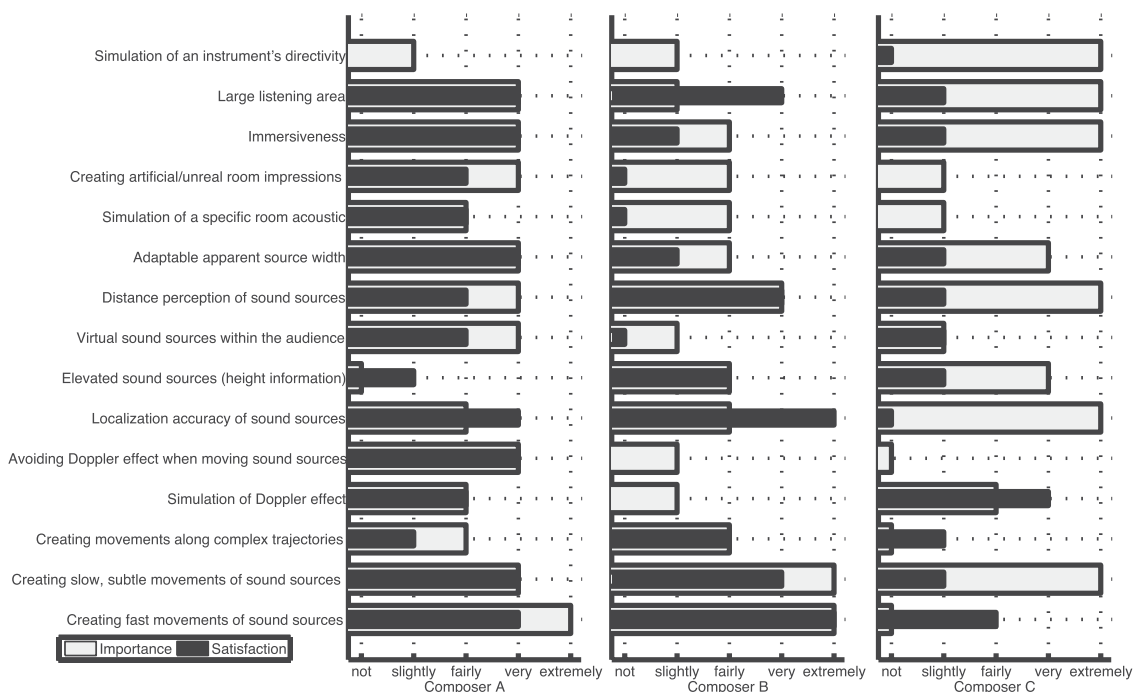 Simulation of an instrument's directivity
Large listening area
Immersiveness
Creating artificial/unreal room impressions
Simulation of a specific room acoustic
Adaptable apparent source width
Distance perception of sound sources
Virtual sound sources within the audience
Elevated sound sources (height information)
Localization accuracy of sound sources
Avoiding Doppler effect when moving sound sources
Simulation of Doppler effect
Creating movements along complex trajectories
Creating slow, subtle movements of sound sources
Creating fast movements of sound sources
Importance Satisfaction
not slightly fairly very extremely not slightly fairly very extremely not slightly fairly very extremely
Composer A Composer B Composer C